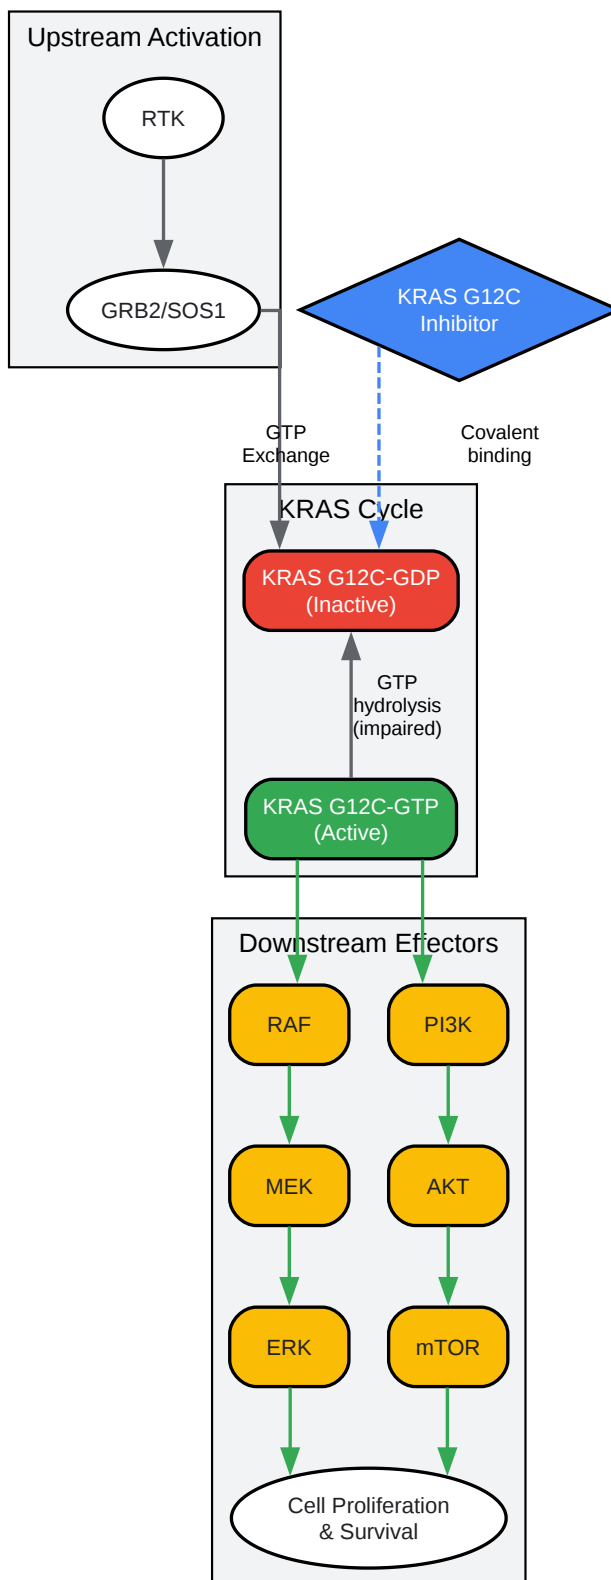 Upstream Activation
RTK
GRB2/SOS1
KRAS G12C
Inhibitor
GTP
Exchange
Covalent
binding
KRAS Cycle
KRAS G12C-GDP
(Inactive)
GTP
hydrolysis
(impaired)
KRAS G12C-GTP
(Active)
Downstream Effectors
RAF
PI3K
MEK
AKT
ERK
mTOR
Cell Proliferation
& Survival